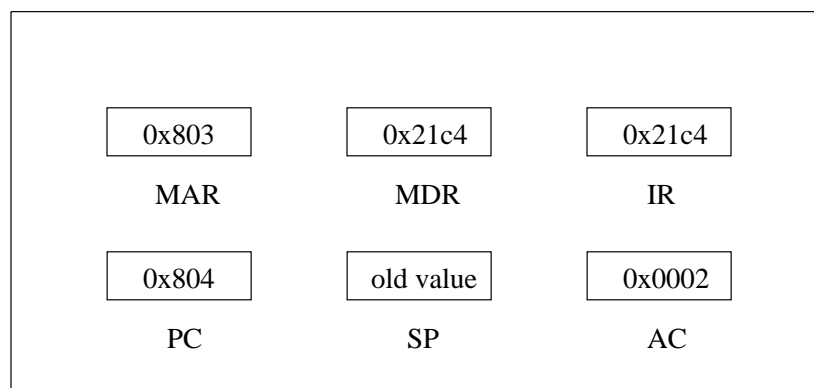 0x803 0x21c4 0x21c4
MAR MDR IR
0x804 old value 0x0002
PC SP AC